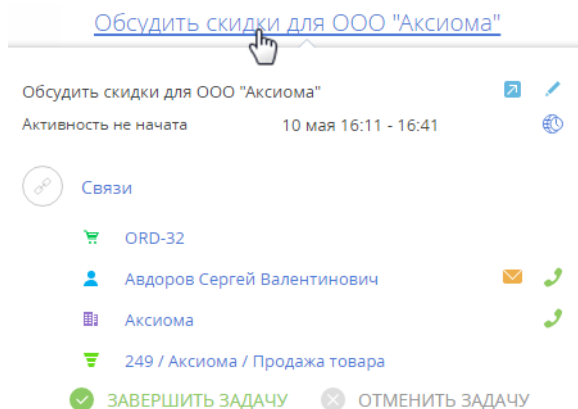 Обсудить скидки для ООО "Аксиома"
Обсудить скидки для ООО "Аксиома"
Активность не начата 10 мая 16:11 - 16:41
Связи
ORD-32
Авдоров Сергей Валентинович
Аксиома
249 / Аксиома / Продажа товара
ЗАВЕРШИТЬ ЗАДАЧУ ОТМЕНИТЬ ЗАДАЧУ